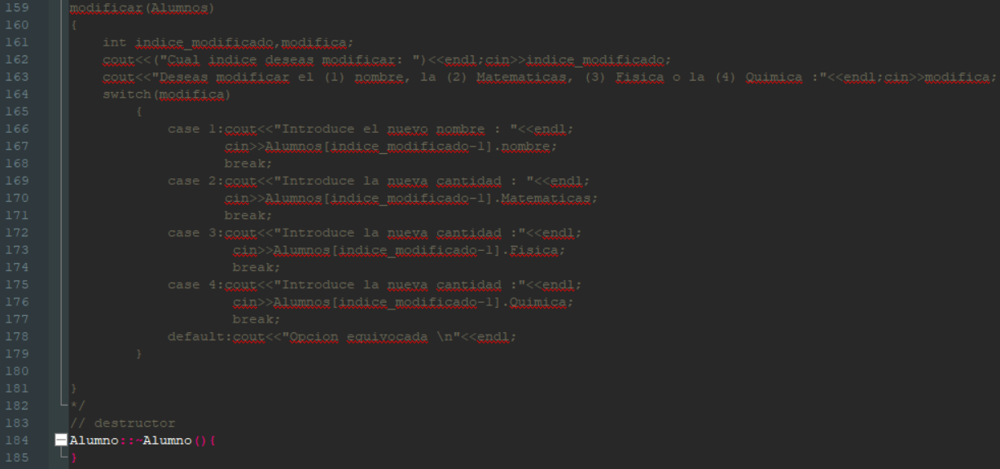 159 modificar(Alumnos)
160 {
161 int indice_modificado,modifica;
162 cout<<("Cual indice deseas modificar: ")<<endl;cin>>indice_modificado;
163 cout<<"Deseas modificar el (1) nombre, la (2) Matematicas, (3) Fisica o la (4) Quimica :"<<endl;cin>>modifica;
164 switch(modifica)
165 {
166 case 1:cout<<"Introduce el nuevo nombre : "<<endl;
167 cin>>Alumnos[indice_modificado-1].nombre;
168 break;
169 case 2:cout<<"Introduce la nueva cantidad : "<<endl;
170 cin>>Alumnos[indice_modificado-1].Matematicas;
171 break;
172 case 3:cout<<"Introduce la nueva cantidad :"<<endl;
173 cin>>Alumnos[indice_modificado-1].Fisica;
174 break;
175 case 4:cout<<"Introduce la nueva cantidad :"<<endl;
176 cin>>Alumnos[indice_modificado-1].Quimica;
177 break;
178 default:cout<<"Opcion equivocada \n"<<endl;
179 }
180
181 }
182 */
183 // destructor
184 Alumno::~Alumno(){
185 }